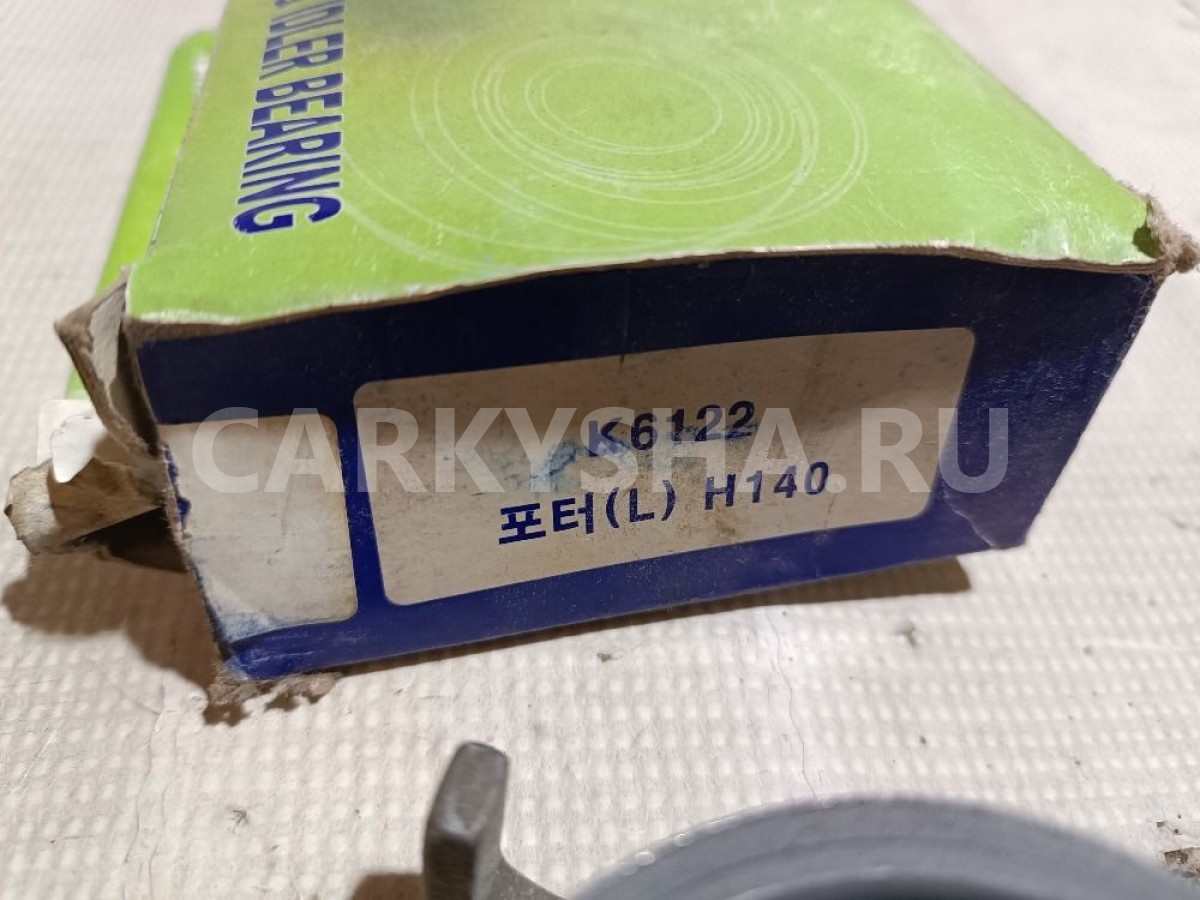 IDLER BEARING
K6122
포터(L) H140
CARKYSHA.RU